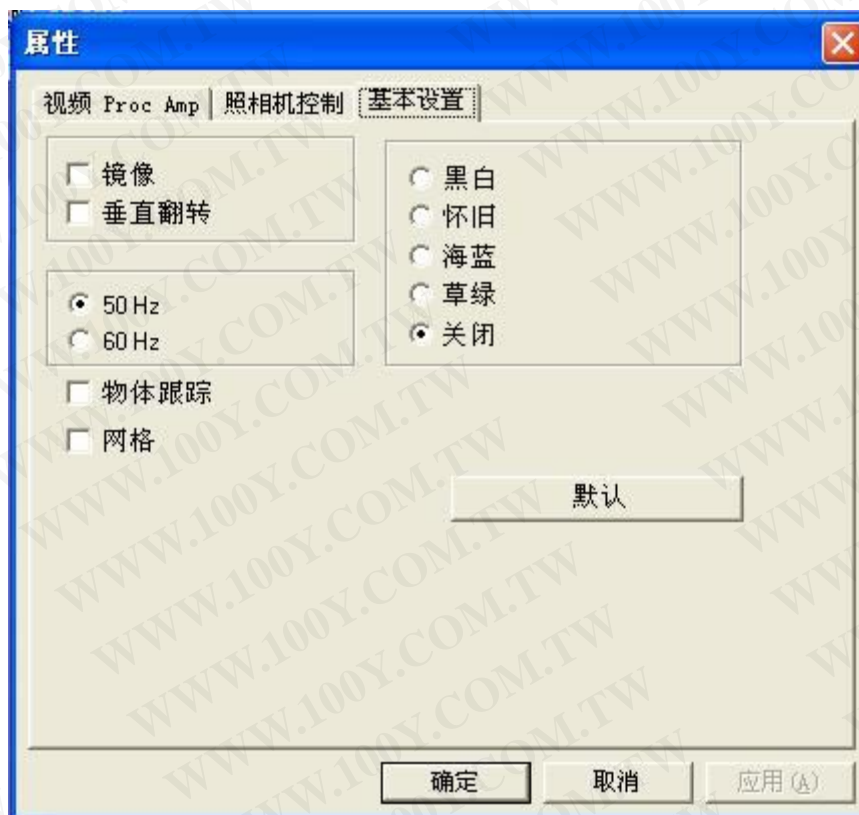 属性
视频 Proc Amp 照相机控制 基本设置
镜像
垂直翻转
50 Hz
60 Hz
物体跟踪
网格
黑白
怀旧
海蓝
草绿
关闭
默认
确定 取消 应用(A)
WWW.100Y.COM.TW